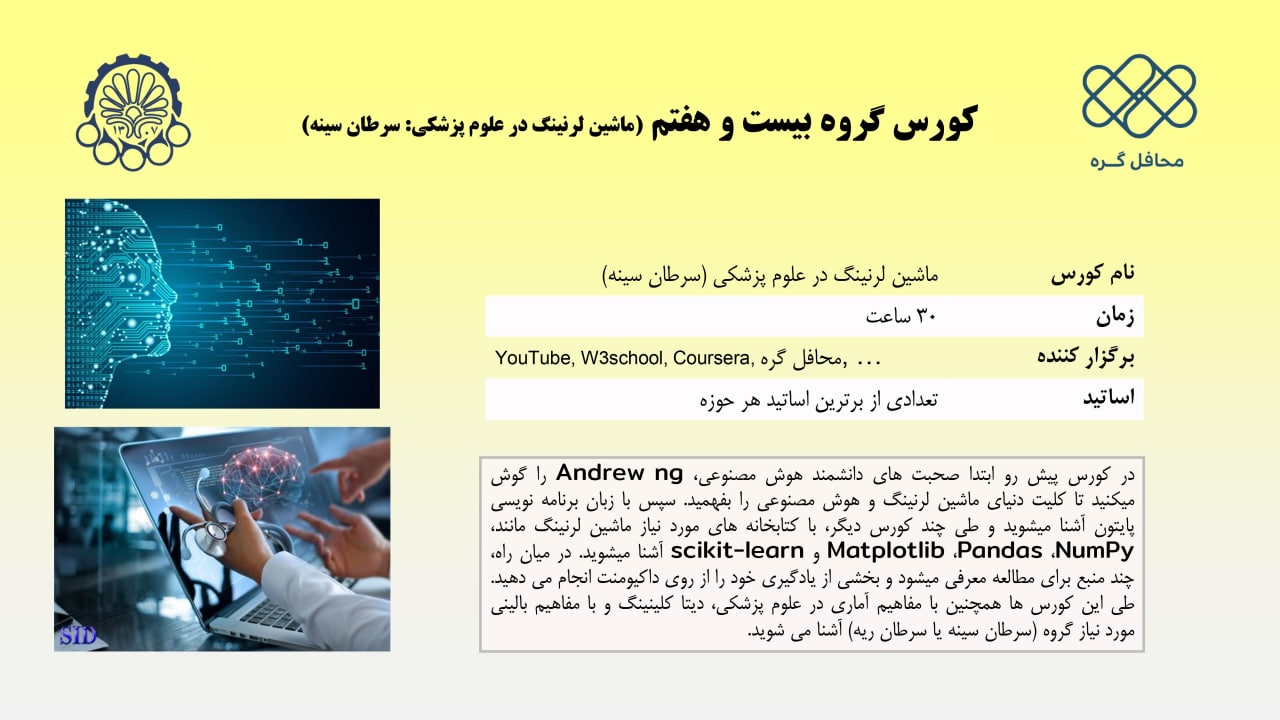 کورس گروه بیست و هفتم (ماشین لرنینگ در علوم پزشکی: سرطان سینه)
محافل گـره
۱۳۰۷
نام کورس ماشین لرنینگ در علوم پزشکی (سرطان سینه)
زمان ۳۰ ساعت
برگزار کننده YouTube, W3school, Coursera, محافل گره, ...
اساتید تعدادی از برترین اساتید هر حوزه
در کورس پیش رو ابتدا صحبت های دانشمند هوش مصنوعی، Andrew ng را گوش
میکنید تا کلیت دنیای ماشین لرنینگ و هوش مصنوعی را بفهمید. سپس با زبان برنامه نویسی
پایتون آشنا میشوید و طی چند کورس دیگر، با کتابخانه های مورد نیاز ماشین لرنینگ مانند،
NumPy، Pandas، Matplotlib و scikit-learn آشنا میشوید. در میان راه،
چند منبع برای مطالعه معرفی میشود و بخشی از یادگیری خود را از روی داکیومنت انجام می دهید.
طی این کورس ها همچنین با مفاهیم آماری در علوم پزشکی، دیتا کلینینگ و با مفاهیم بالینی
مورد نیاز گروه (سرطان سینه یا سرطان ریه) آشنا می شوید.
SID